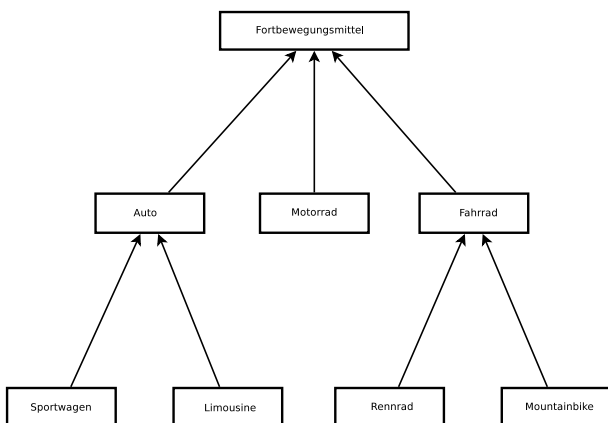 Fortbewegungsmittel
Auto
Motorrad
Fahrrad
Sportwagen
Limousine
Rennrad
Mountainbike